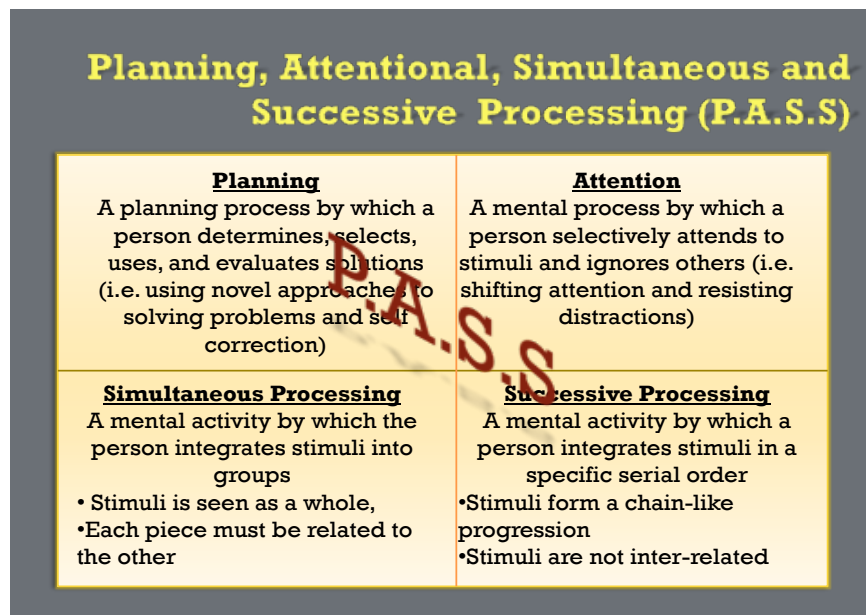 Planning, Attentional, Simultaneous and
Successive Processing (P.A.S.S)
Planning
A planning process by which a
person determines, selects,
uses, and evaluates solutions
(i.e. using novel approaches to
solving problems and self
correction)
Attention
A mental process by which a
person selectively attends to
stimuli and ignores others (i.e.
shifting attention and resisting
distractions)
P.A.S.S
Simultaneous Processing
A mental activity by which the
person integrates stimuli into
groups
• Stimuli is seen as a whole,
•Each piece must be related to
the other
Successive Processing
A mental activity by which a
person integrates stimuli in a
specific serial order
•Stimuli form a chain-like
progression
•Stimuli are not inter-related